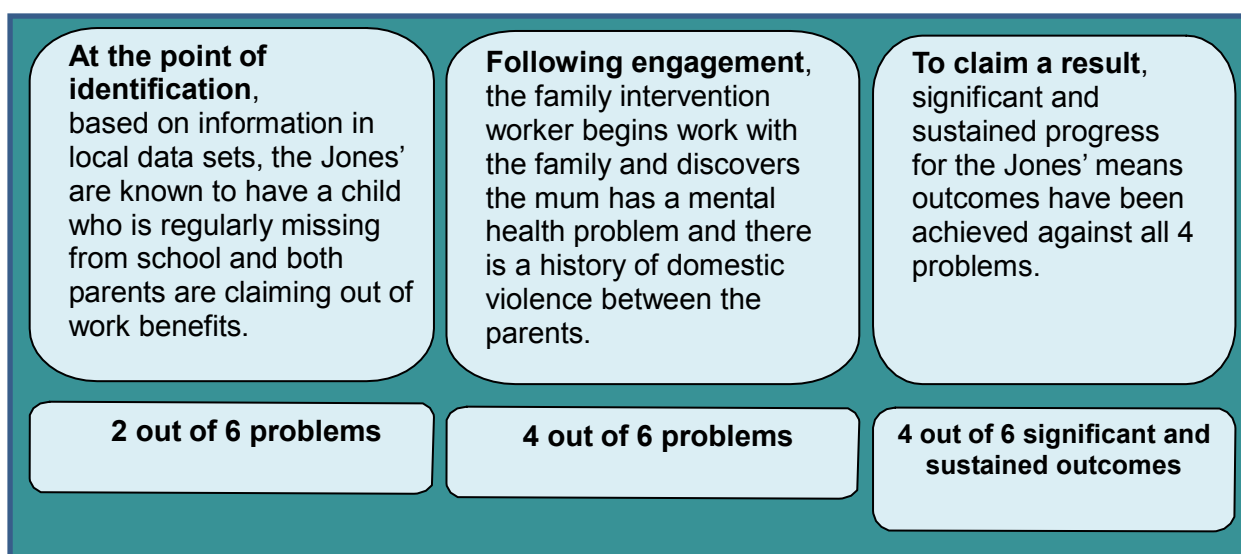 At the point of
identification,
based on information in
local data sets, the Jones’
are known to have a child
who is regularly missing
from school and both
parents are claiming out of
work benefits.
2 out of 6 problems
Following engagement,
the family intervention
worker begins work with
the family and discovers
the mum has a mental
health problem and there
is a history of domestic
violence between the
parents.
4 out of 6 problems
To claim a result,
significant and
sustained progress
for the Jones’ means
outcomes have been
achieved against all 4
problems.
4 out of 6 significant and
sustained outcomes